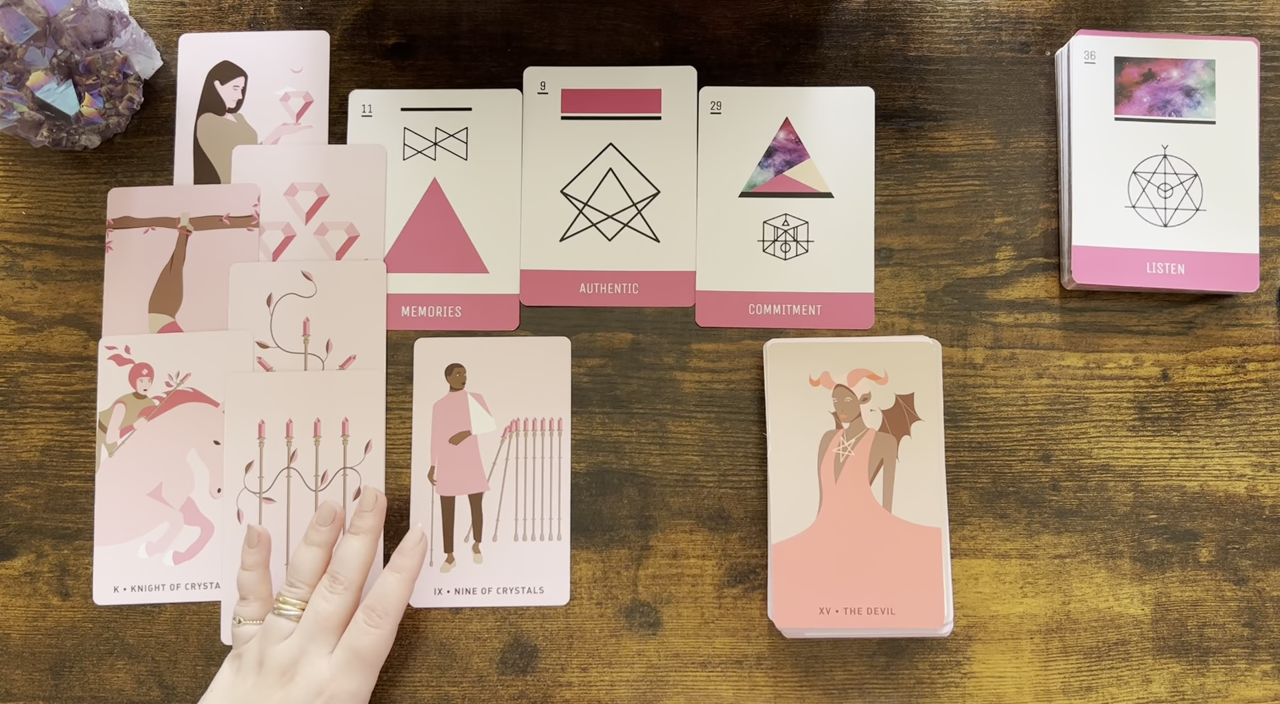 11
MEMORIES
9
AUTHENTIC
29
COMMITMENT
36
LISTEN
K • KNIGHT OF CRYSTA
IX • NINE OF CRYSTALS
XV • THE DEVIL